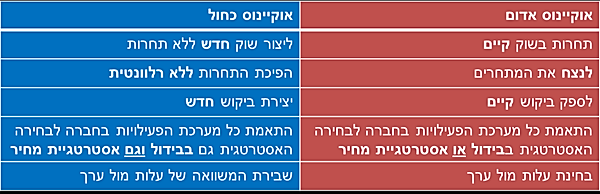 אוקיינוס אדום
אוקיינוס כחול
תחרות בשוק קיים
ליצור שוק חדש ללא תחרות
לנצח את המתחרים
הפיכת התחרות ללא רלוונטית
לספק ביקוש קיים
יצירת ביקוש חדש
התאמת כל מערכת הפעילויות בחברה לבחירה
האסטרטגית בבידול או אסטרטגיית מחיר
התאמת כל מערכת הפעילויות בחברה לבחירה
האסטרטגית גם בבידול וגם אסטרטגיית מחיר
בחינת עלות מול ערך
שבירת המשוואה של עלות מול ערך